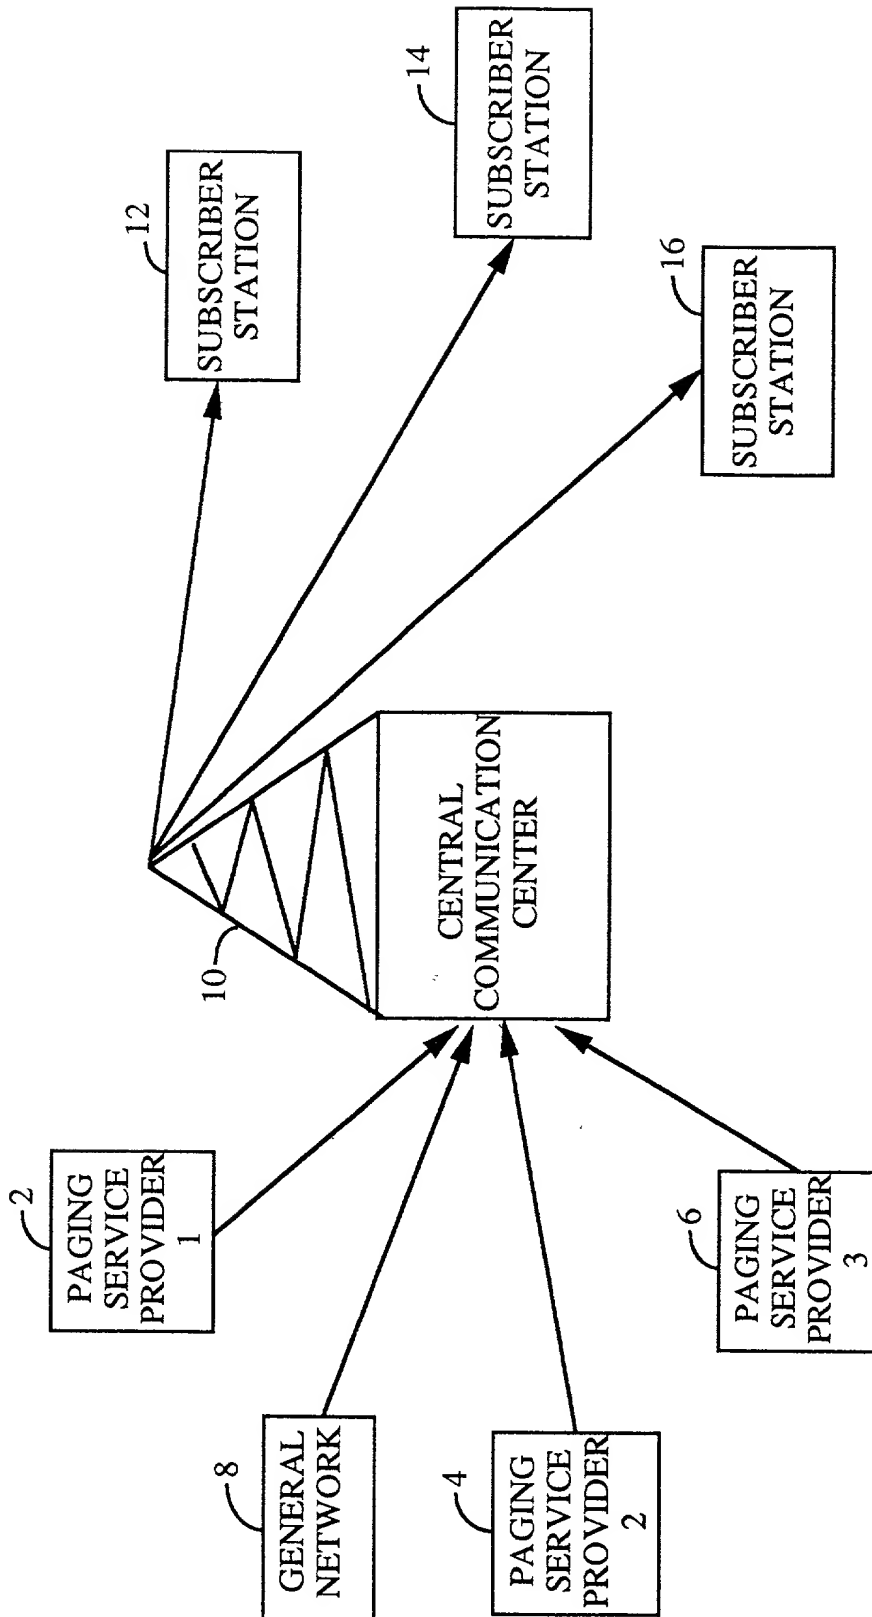 2
PAGING
SERVICE
PROVIDER
1
8
GENERAL
NETWORK
4
PAGING
SERVICE
PROVIDER
2
6
PAGING
SERVICE
PROVIDER
3
10
CENTRAL
COMMUNICATION
CENTER
12
SUBSCRIBER
STATION
14
SUBSCRIBER
STATION
16
SUBSCRIBER
STATION